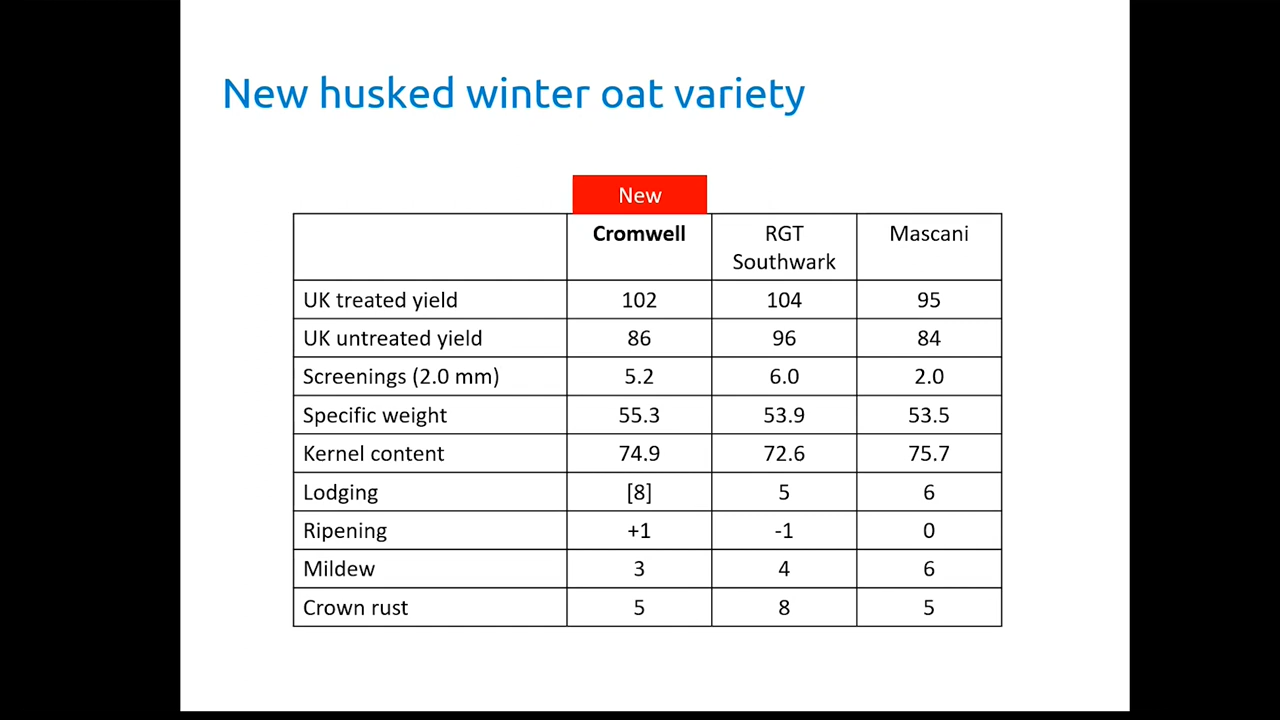 New husked winter oat variety
New
Cromwell RGT Southwark Mascani
UK treated yield 102 104 95
UK untreated yield 86 96 84
Screenings (2.0 mm) 5.2 6.0 2.0
Specific weight 55.3 53.9 53.5
Kernel content 74.9 72.6 75.7
Lodging [8] 5 6
Ripening +1 -1 0
Mildew 3 4 6
Crown rust 5 8 5